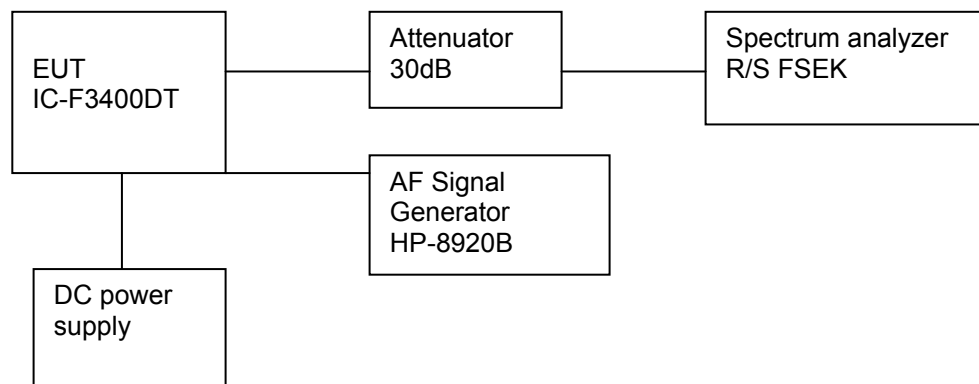 EUT
IC-F3400DT
Attenuator
30dB
Spectrum analyzer
R/S FSEK
AF Signal
Generator
HP-8920B
DC power
supply